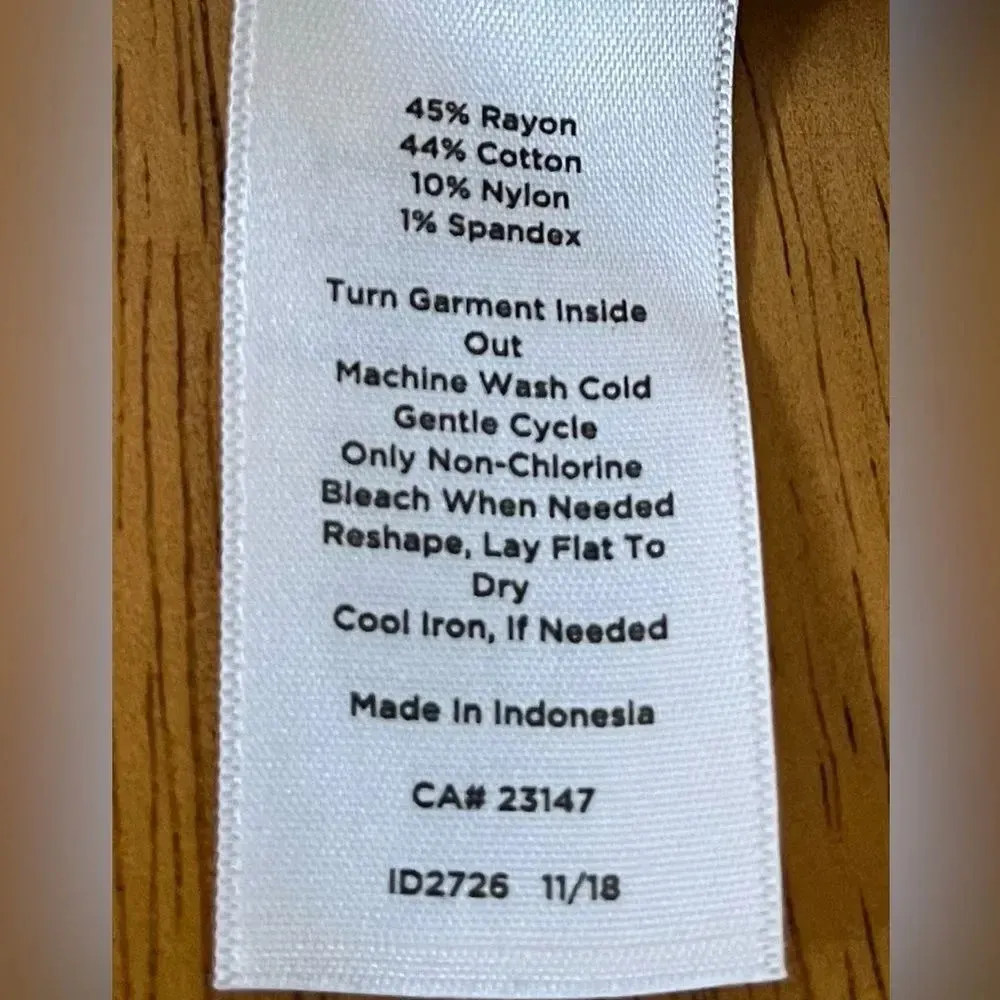 45% Rayon
44% Cotton
10% Nylon
1% Spandex
Turn Garment Inside
Out
Machine Wash Cold
Gentle Cycle
Only Non-Chlorine
Bleach When Needed
Reshape, Lay Flat To
Dry
Cool Iron, If Needed
Made In Indonesia
CA# 23147
ID2726 11/18